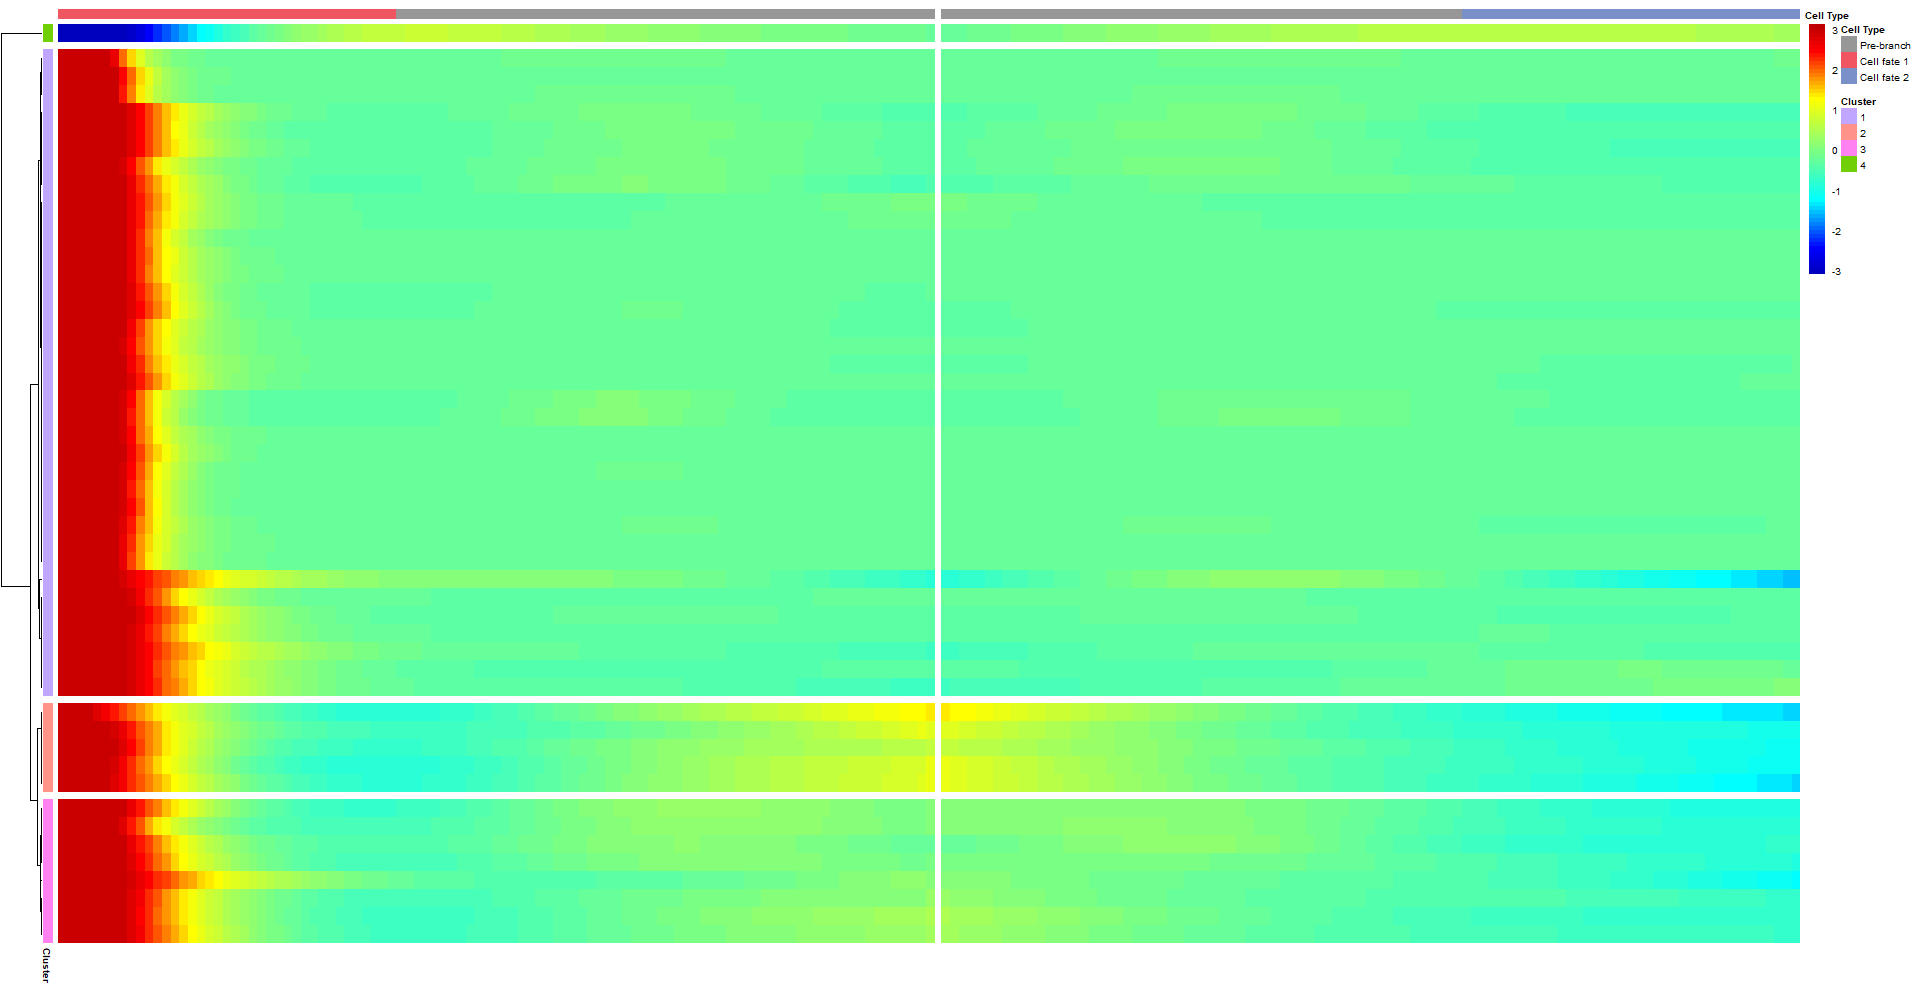 Cell Type
3
2
1
0
-1
-2
-3
Cell Type
Pre-branch
Cell fate 1
Cell fate 2
Cluster
1
2
3
4
Cluster